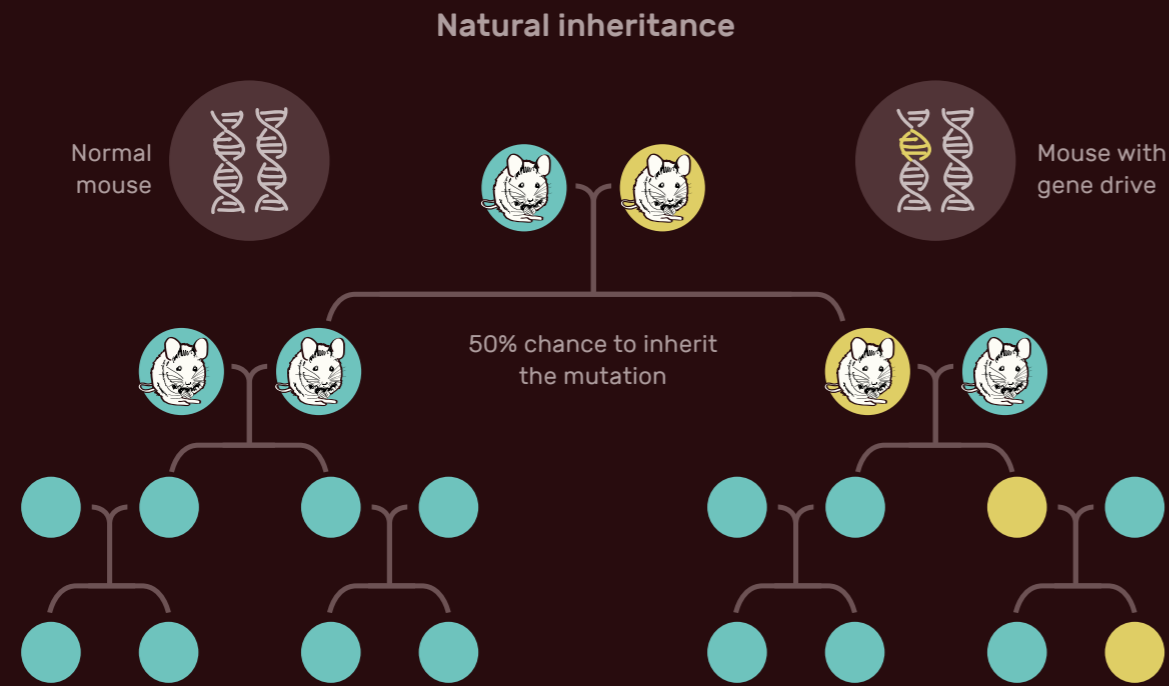 Natural inheritance
Normal
mouse
Mouse with
gene drive
50% chance to inherit
the mutation